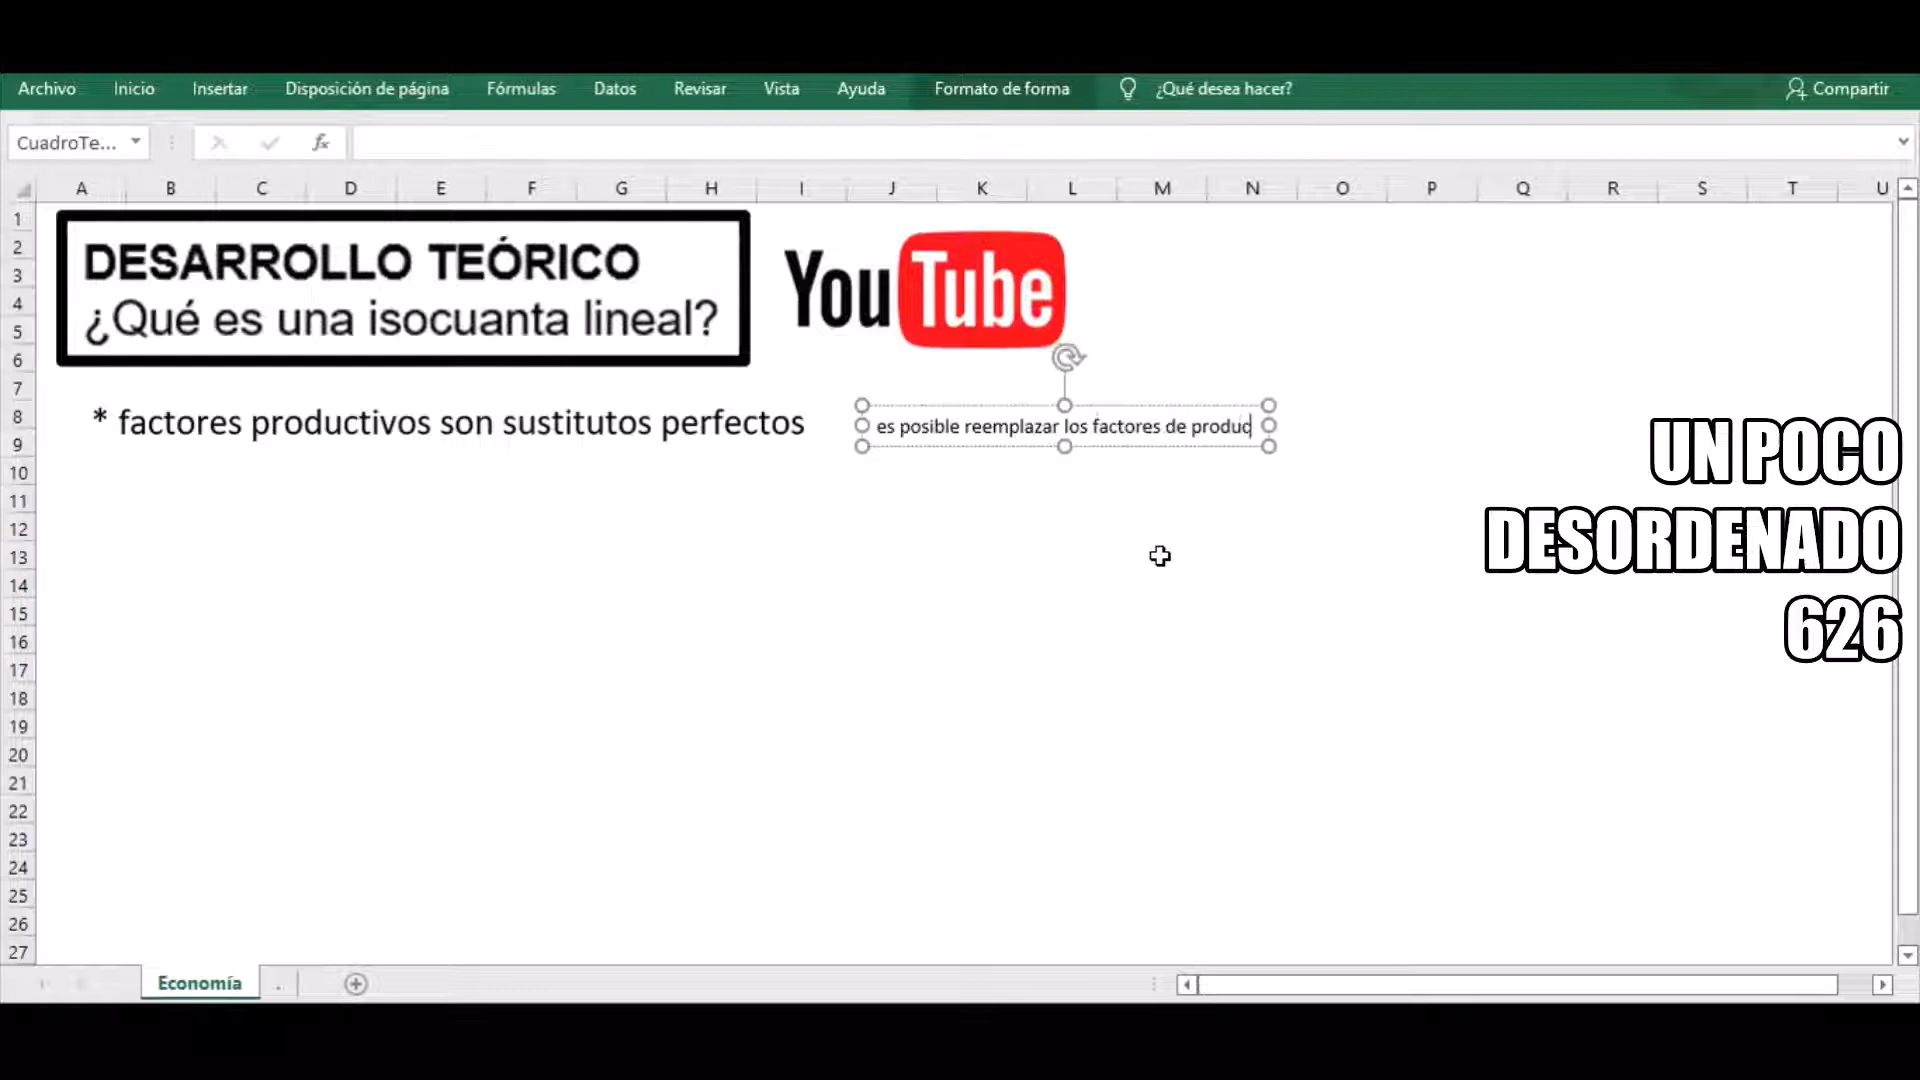 Archivo Inicio Insertar Disposición de página Fórmulas Datos Revisar Vista Ayuda Formato de forma ¿Qué desea hacer? Compartir
CuadroTe... fx
A B C D E F G H I J K L M N O P Q R S T U
1
2
3
4
5
6
7
8
9
10
11
12
13
14
15
16
17
18
19
20
21
22
23
24
25
26
27
DESARROLLO TEÓRICO
¿Qué es una isocuanta lineal?
YouTube
* factores productivos son sustitutos perfectos
es posible reemplazar los factores de produc
UN POCO
DESORDENADO
626
Economía .